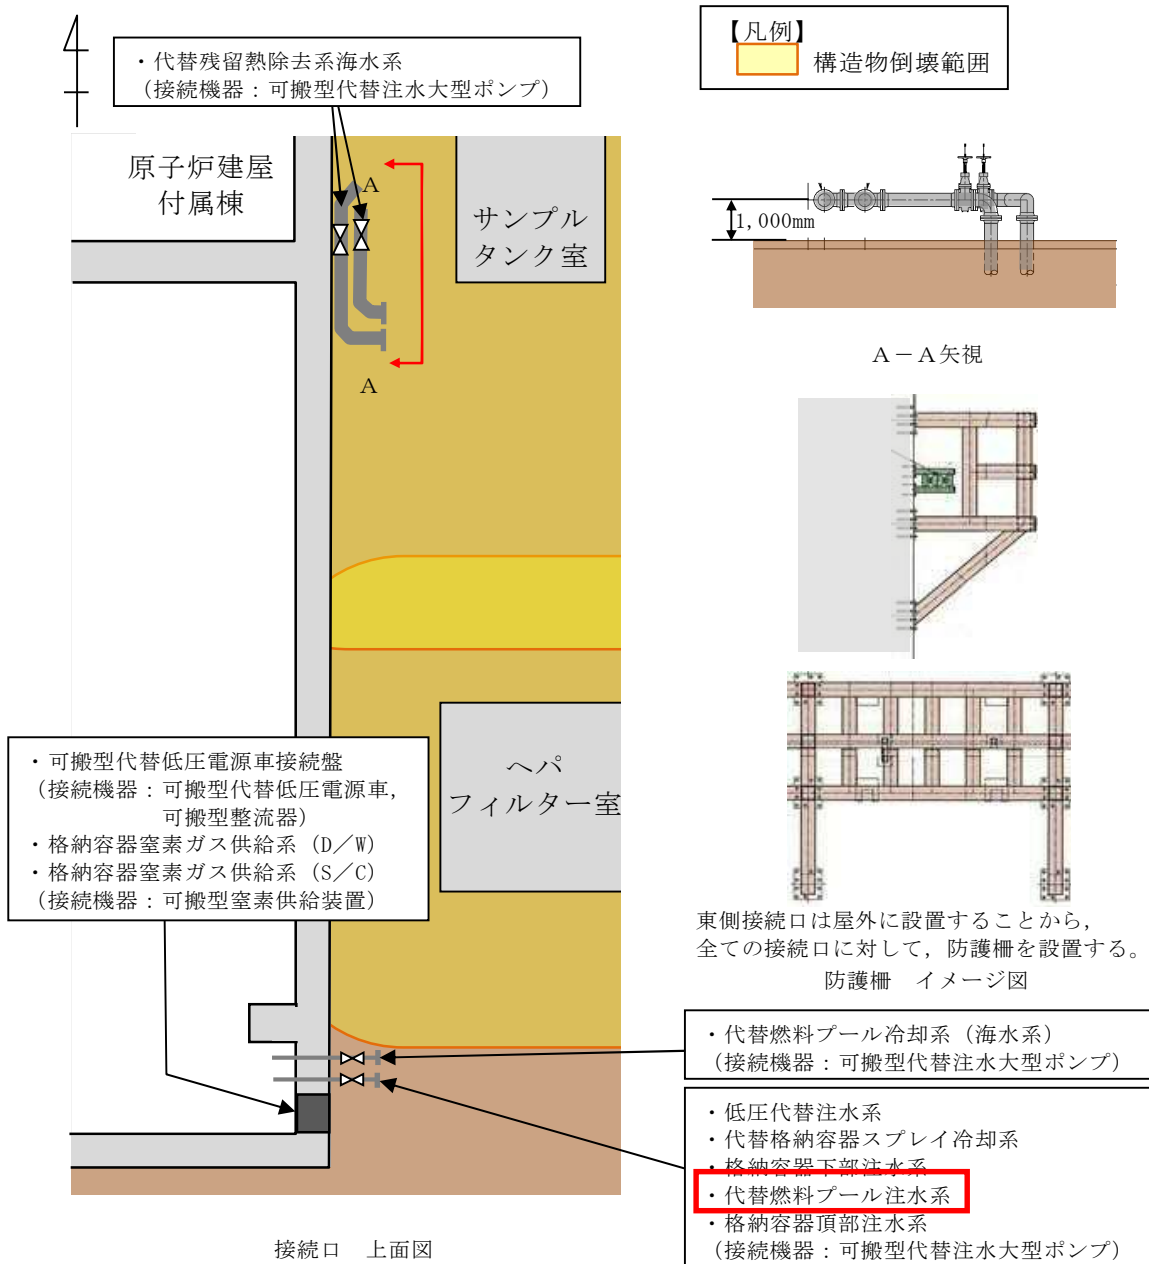 【凡例】
構造物倒壊範囲
・代替残留熱除去系海水系
（接続機器：可搬型代替注水大型ポンプ）
原子炉建屋
付属棟
A
サンプル
タンク室
A
1,000mm
A－A矢視
ヘパ
フィルター室
・可搬型代替低圧電源車接続盤
（接続機器：可搬型代替低圧電源車，
可搬型整流器）
・格納容器窒素ガス供給系（D／W）
・格納容器窒素ガス供給系（S／C）
（接続機器：可搬型窒素供給装置）
東側接続口は屋外に設置することから，
全ての接続口に対して，防護柵を設置する。
防護柵　イメージ図
・代替燃料プール冷却系（海水系）
（接続機器：可搬型代替注水大型ポンプ）
・低圧代替注水系
・代替格納容器スプレイ冷却系
・格納容器下部注水系
・代替燃料プール注水系
・格納容器頂部注水系
（接続機器：可搬型代替注水大型ポンプ）
接続口　上面図